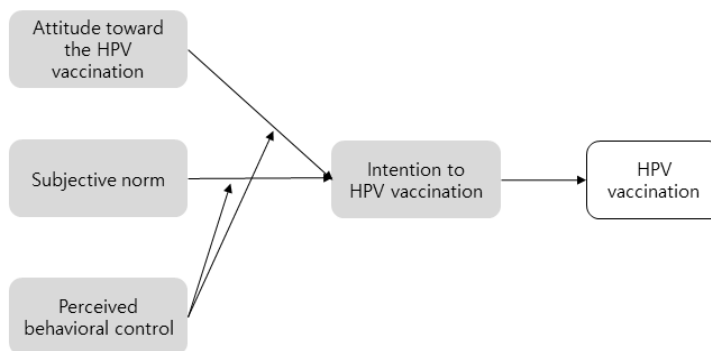 Attitude toward
the HPV
vaccination
Subjective norm
Perceived
behavioral control
Intention to
HPV vaccination
HPV
vaccination